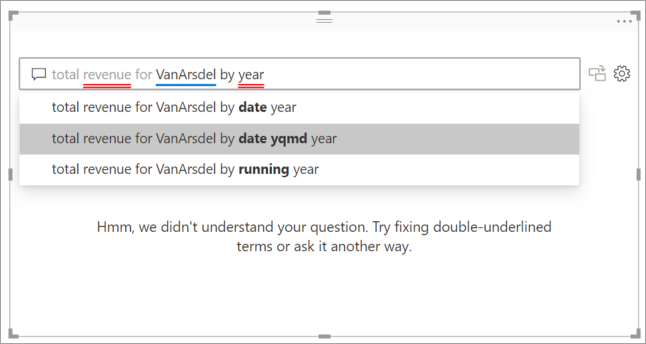 total revenue for VanArsdel by year
total revenue for VanArsdel by date year
total revenue for VanArsdel by date yqmd year
total revenue for VanArsdel by running year
Hmm, we didn't understand your question. Try fixing double-underlined
terms or ask it another way.